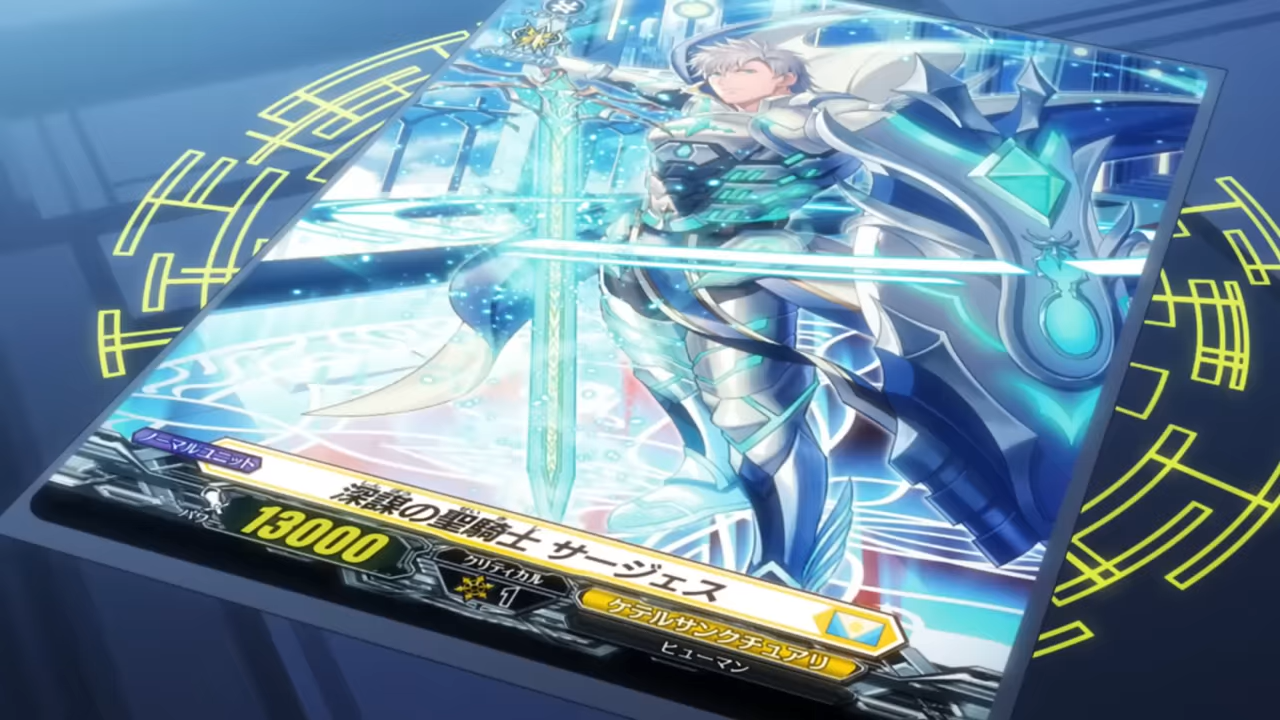 ノーマルユニット
深謀の聖騎士 サージェス
パワー 13000
クリティカル 1
ケテルサンクチュアリ
ヒューマン